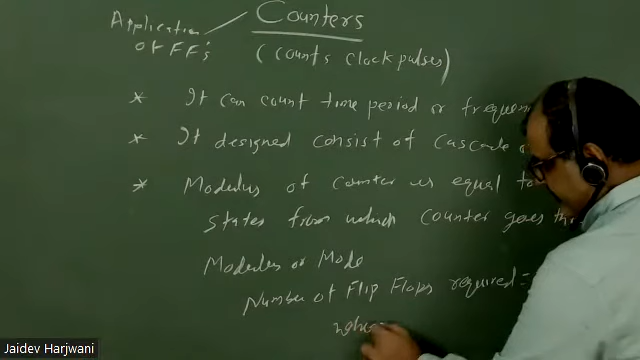 Application Counters
of FF's (counts clock pulses)
* It can count time period or frequen
* It designed consist of Cascade o
* Modulus of counter is equal to
states from which counter goes th
Modulus or Mode
Number of Flip Flops required =
where
Jaidev Harjwani